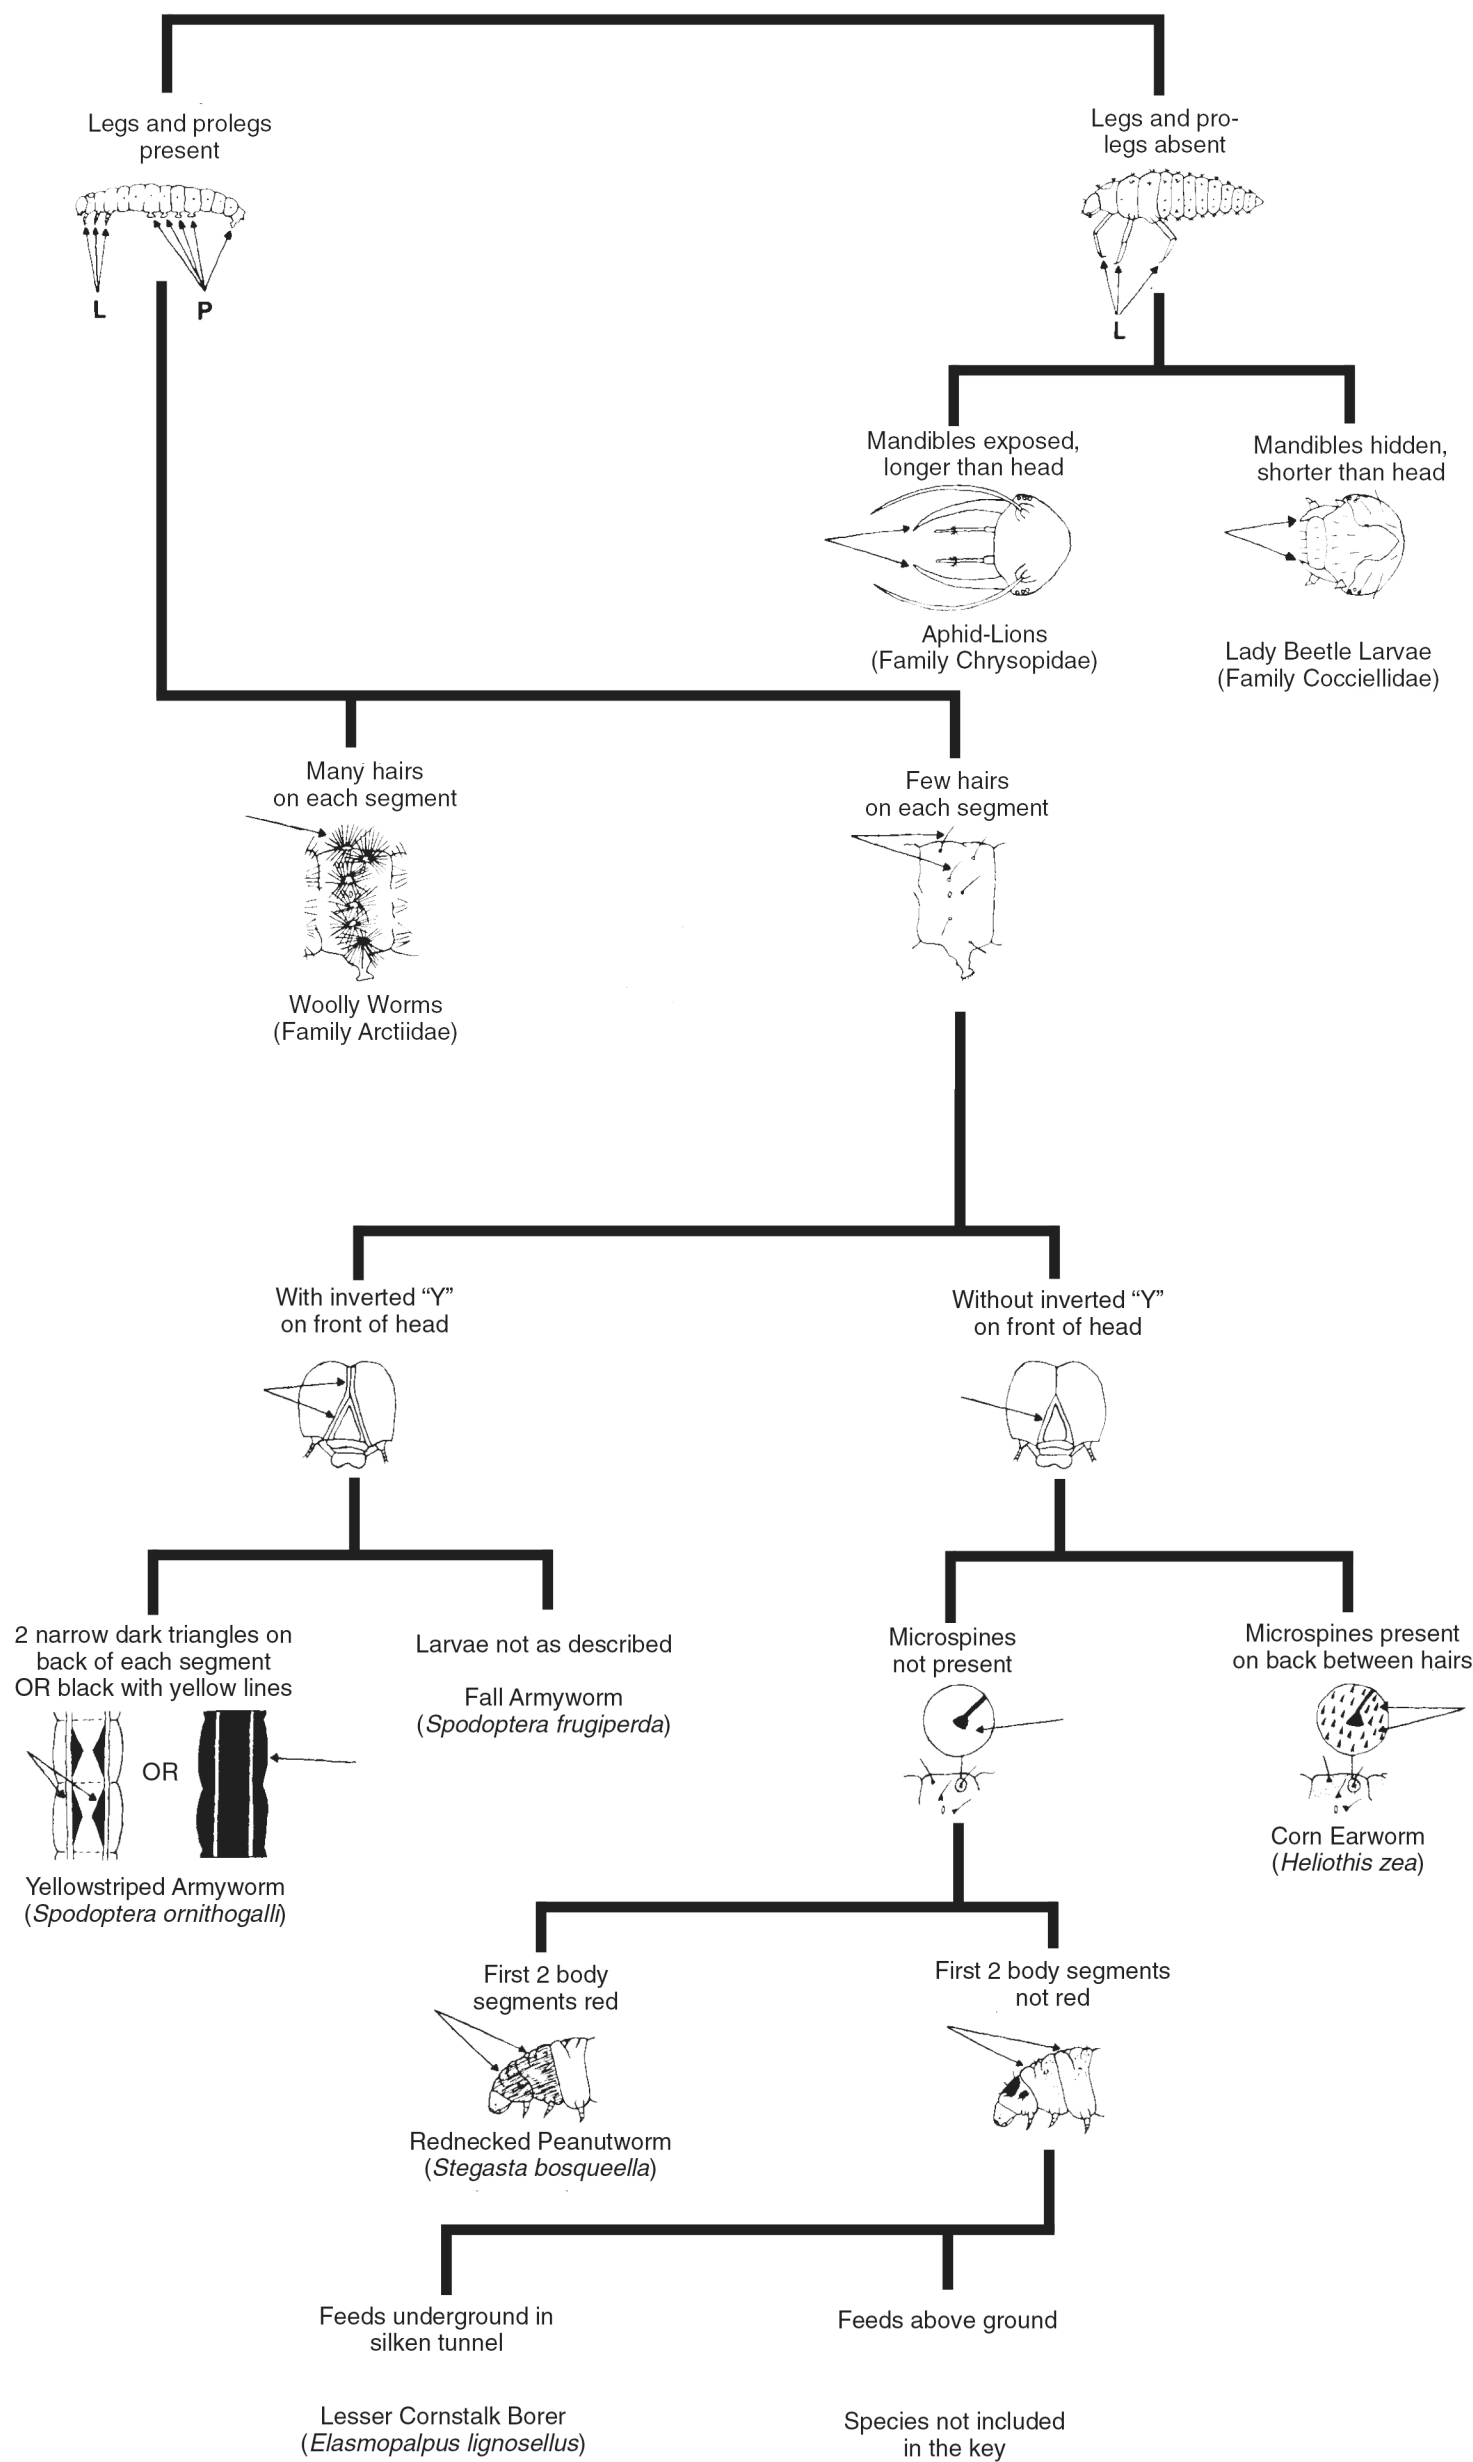 Legs and prolegs
present
L
P
Legs and pro-
legs absent
L
Mandibles exposed,
longer than head
Aphid-Lions
(Family Chrysopidae)
Mandibles hidden,
shorter than head
Lady Beetle Larvae
(Family Cocciellidae)
Many hairs
on each segment
Woolly Worms
(Family Arctiidae)
Few hairs
on each segment
With inverted “Y”
on front of head
Without inverted “Y”
on front of head
2 narrow dark triangles on
back of each segment
OR black with yellow lines
OR
Yellowstriped Armyworm
(Spodoptera ornithogalli)
Larvae not as described
Fall Armyworm
(Spodoptera frugiperda)
Microspines
not present
Microspines present
on back between hairs
Corn Earworm
(Heliothis zea)
First 2 body
segments red
Rednecked Peanutworm
(Stegasta bosqueella)
First 2 body segments
not red
Feeds underground in
silken tunnel
Lesser Cornstalk Borer
(Elasmopalpus lignosellus)
Feeds above ground
Species not included
in the key